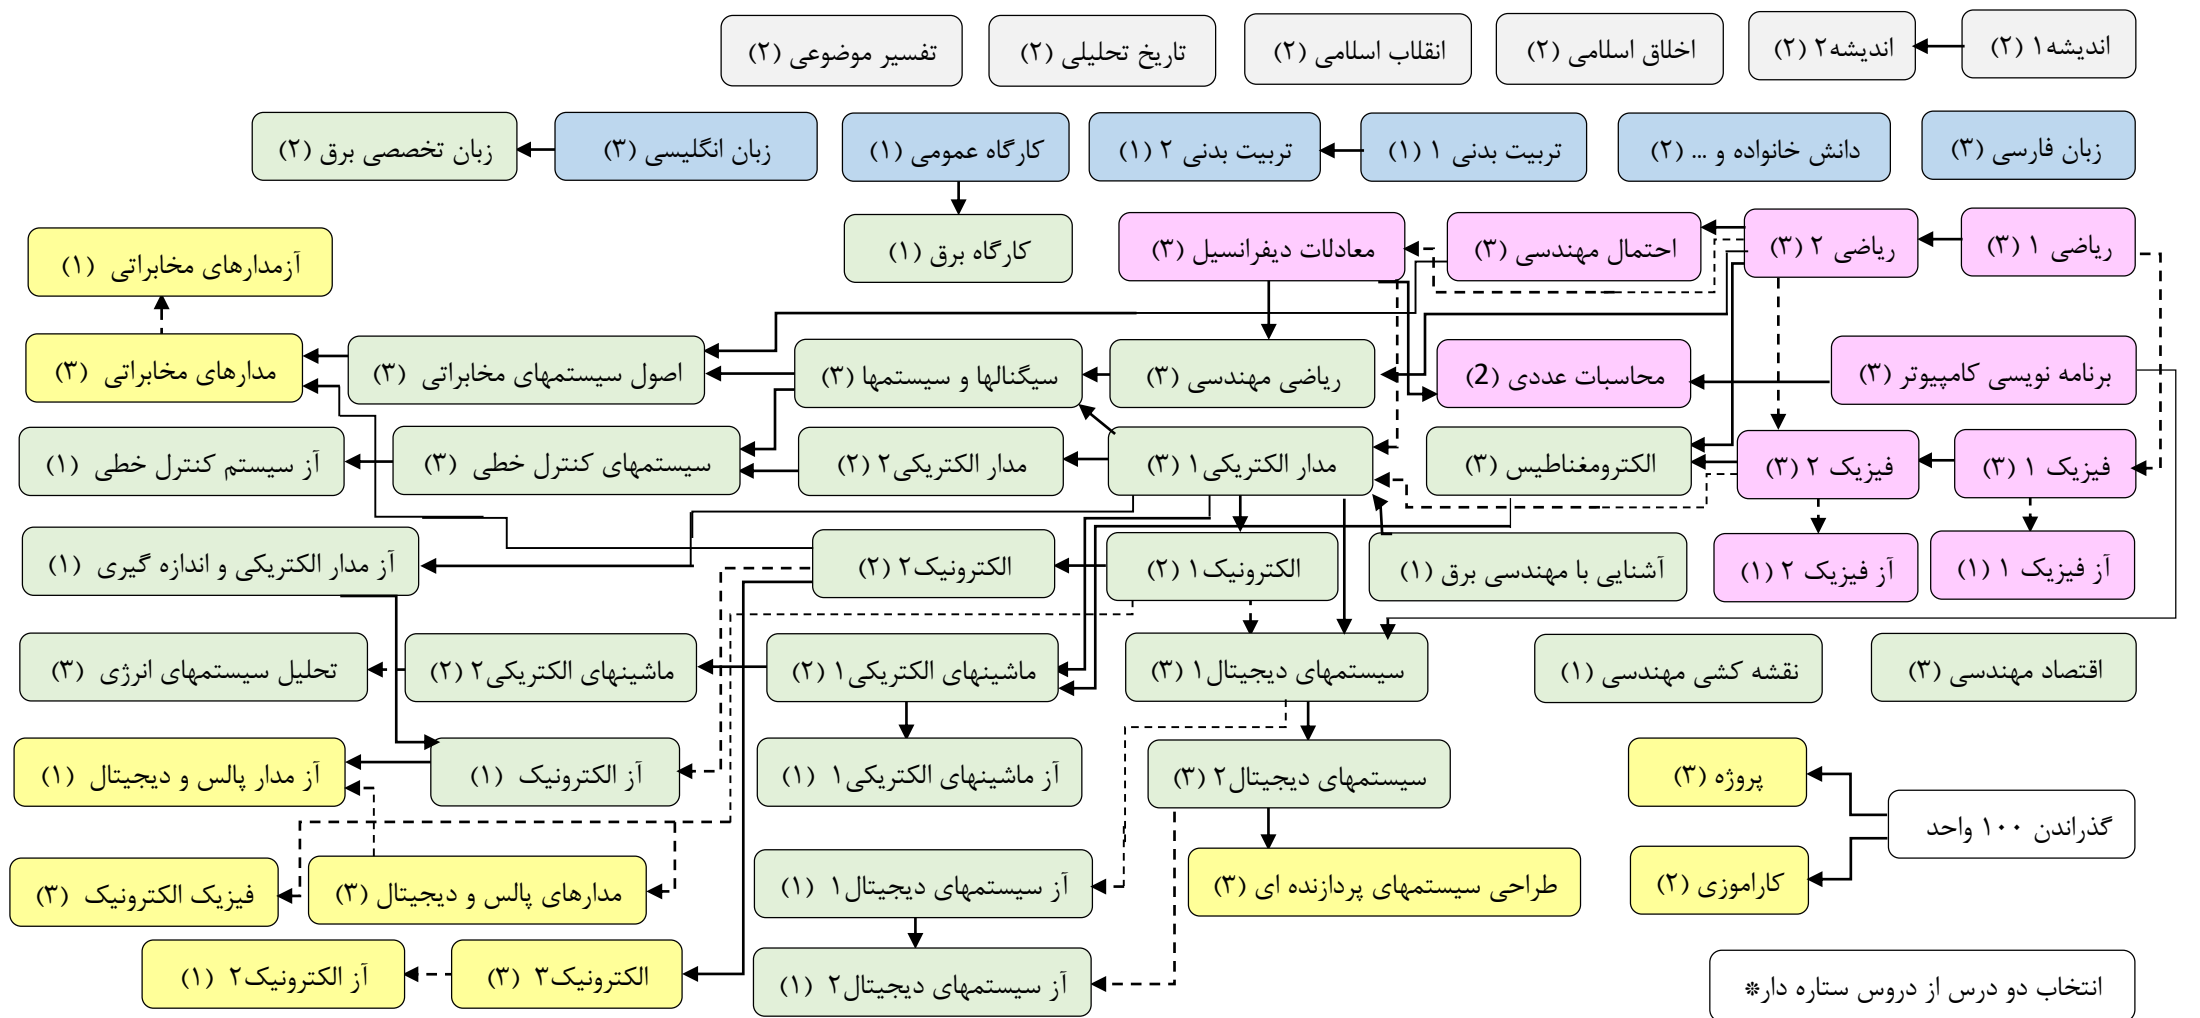 اندیشه۱ (۲)
اندیشه۲ (۲)
اخلاق اسلامی (۲)
انقلاب اسلامی (۲)
تاریخ تحلیلی (۲)
تفسیر موضوعی (۲)
زبان فارسی (۳)
دانش خانواده و ... (۲)
تربیت بدنی ۱ (۱)
تربیت بدنی ۲ (۱)
کارگاه عمومی (۱)
زبان انگلیسی (۳)
زبان تخصصی برق (۲)
ریاضی ۱ (۳)
ریاضی ۲ (۳)
احتمال مهندسی (۳)
معادلات دیفرانسیل (۳)
کارگاه برق (۱)
آزمدارهای مخابراتی (۱)
برنامه نویسی کامپیوتر (۳)
محاسبات عددی (2)
ریاضی مهندسی (۳)
سیگنالها و سیستمها (۳)
اصول سیستمهای مخابراتی (۳)
مدارهای مخابراتی (۳)
فیزیک ۱ (۳)
فیزیک ۲ (۳)
الکترومغناطیس (۳)
مدار الکتریکی۱ (۳)
مدار الکتریکی۲ (۲)
سیستمهای کنترل خطی (۳)
آز سیستم کنترل خطی (۱)
آز فیزیک ۱ (۱)
آز فیزیک ۲ (۱)
آشنایی با مهندسی برق (۱)
الکترونیک۱ (۲)
الکترونیک۲ (۲)
آز مدار الکتریکی و اندازه گیری (۱)
اقتصاد مهندسی (۳)
نقشه کشی مهندسی (۱)
سیستمهای دیجیتال۱ (۳)
ماشینهای الکتریکی۱ (۲)
ماشینهای الکتریکی۲ (۲)
تحلیل سیستمهای انرژی (۳)
پروژه (۳)
سیستمهای دیجیتال۲ (۳)
آز ماشینهای الکتریکی۱ (۱)
آز الکترونیک (۱)
آز مدار پالس و دیجیتال (۱)
گذراندن ۱۰۰ واحد
کاراموزی (۲)
طراحی سیستمهای پردازنده ای (۳)
آز سیستمهای دیجیتال۱ (۱)
مدارهای پالس و دیجیتال (۳)
فیزیک الکترونیک (۳)
انتخاب دو درس از دروس ستاره دار*
آز سیستمهای دیجیتال۲ (۱)
الکترونیک۳ (۳)
آز الکترونیک۲ (۱)